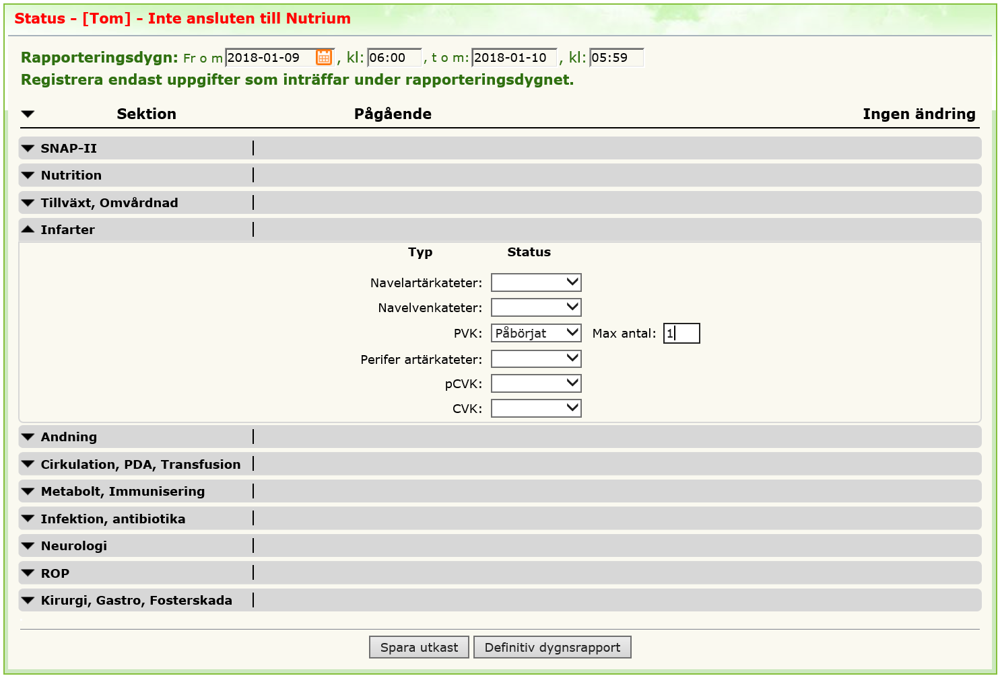 Status - [Tom] - Inte ansluten till Nutrium
Rapporteringsdygn: Fr o m 2018-01-09 , kl: 06:00 , t o m: 2018-01-10 , kl: 05:59
Registrera endast uppgifter som inträffar under rapporteringsdygnet.
Sektion Pågående Ingen ändring
SNAP-II
Nutrition
Tillväxt, Omvårdnad
Infarter
Typ Status
Navelartärkateter:
Navelvenkateter:
PVK: Påbörjat Max antal: 1
Perifer artärkateter:
pCVK:
CVK:
Andning
Cirkulation, PDA, Transfusion
Metabolt, Immunisering
Infektion, antibiotika
Neurologi
ROP
Kirurgi, Gastro, Fosterskada
Spara utkast Definitiv dygnsrapport